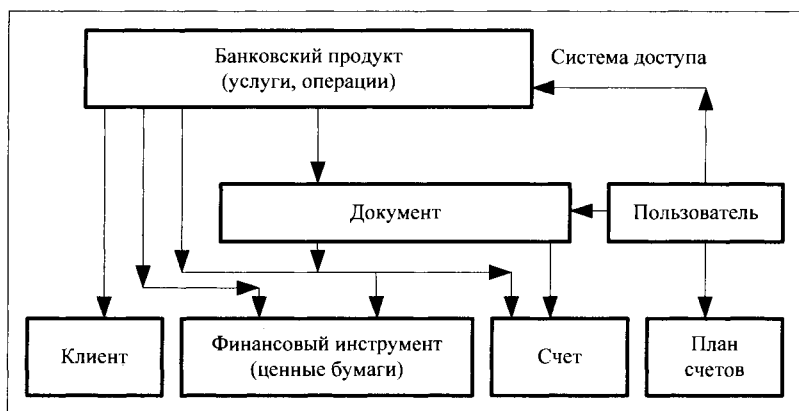 Банковский продукт
(услуги, операции)
Система доступа
Документ
Пользователь
Клиент
Финансовый инструмент
(ценные бумаги)
Счет
План
счетов